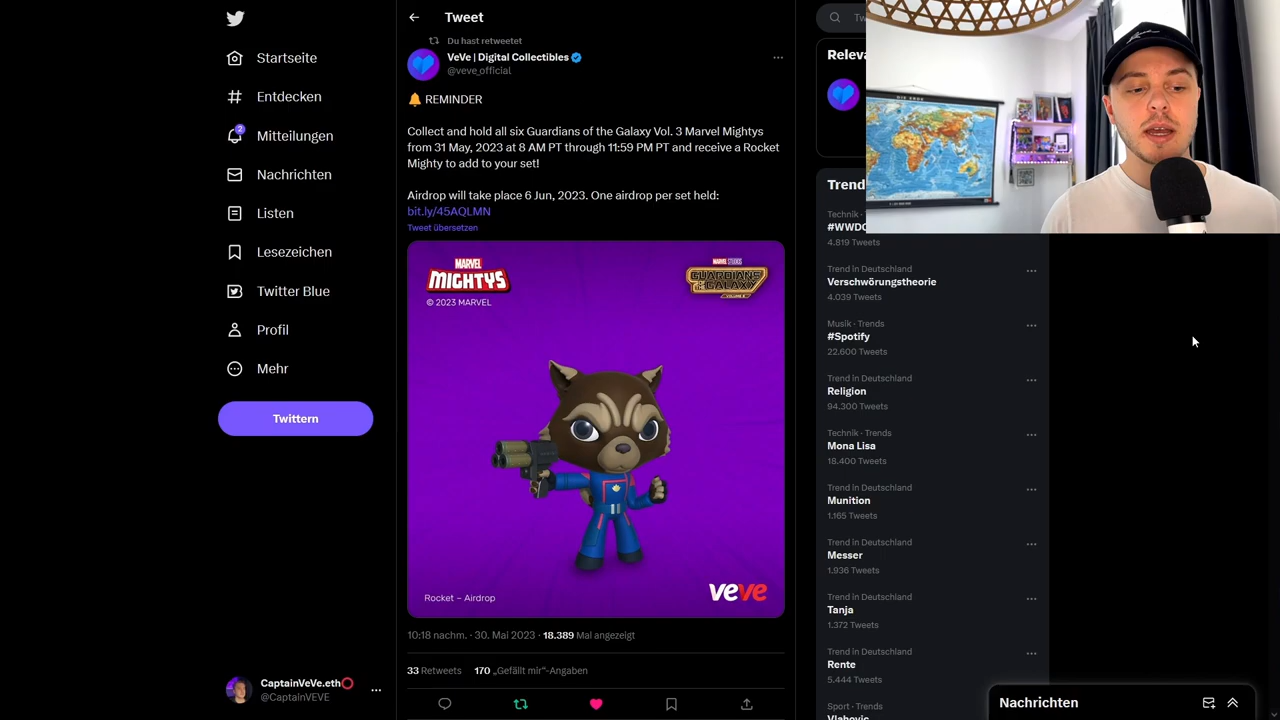 Startseite
Entdecken
2
Mitteilungen
Nachrichten
Listen
Lesezeichen
Twitter Blue
Profil
Mehr
Twittern
CaptainVeVe.eth
@CaptainVEVE
Tweet
Du hast retweetet
VeVe | Digital Collectibles
@veve_official
REMINDER
Collect and hold all six Guardians of the Galaxy Vol. 3 Marvel Mightys
from 31 May, 2023 at 8 AM PT through 11:59 PM PT and receive a Rocket
Mighty to add to your set!
Airdrop will take place 6 Jun, 2023. One airdrop per set held:
bit.ly/45AQLMN
Tweet übersetzen
MARVEL
MIGHTYS
© 2023 MARVEL
MARVEL STUDIOS
GUARDIANS
OF THE GALAXY
VOLUME 3
Rocket – Airdrop
veve
10:18 nachm. · 30. Mai 2023 · 18.389 Mal angezeigt
33 Retweets 170 „Gefällt mir“-Angaben
Tw
Releva
Trend
Technik ·
#WWDC
4.819 Tweets
Trend in Deutschland
Verschwörungstheorie
4.039 Tweets
Musik · Trends
#Spotify
22.600 Tweets
Trend in Deutschland
Religion
94.300 Tweets
Technik · Trends
Mona Lisa
18.400 Tweets
Trend in Deutschland
Munition
1.165 Tweets
Trend in Deutschland
Messer
1.936 Tweets
Trend in Deutschland
Tanja
1.372 Tweets
Trend in Deutschland
Rente
5.444 Tweets
Sport · Trends
Vlahovic
Nachrichten